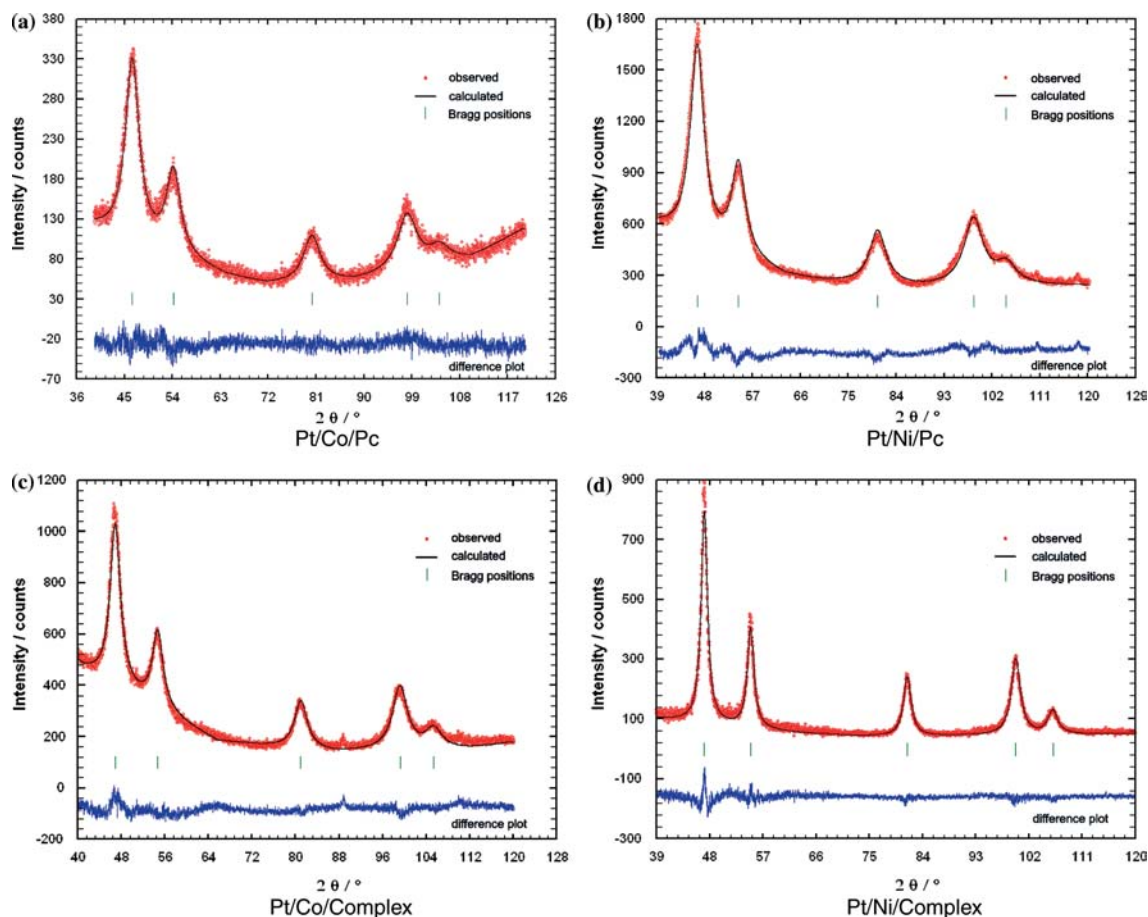 (a) 380
330
280
230
180
130
80
30
-20
-70
Intensity / counts
observed
calculated
Bragg positions
difference plot
36 45 54 63 72 81 90 99 108 117 126
2 θ / °
Pt/Co/Pc
(b) 1800
1500
1200
900
600
300
0
-300
Intensity / counts
observed
calculated
Bragg positions
difference plot
39 48 57 66 75 84 93 102 111 120 129
2 θ / °
Pt/Ni/Pc
(c) 1200
1000
800
600
400
200
0
-200
Intensity / counts
observed
calculated
Bragg positions
difference plot
40 48 56 64 72 80 88 96 104 112 120 128
2 θ / °
Pt/Co/Complex
(d) 900
700
500
300
100
-100
-300
Intensity / counts
observed
calculated
Bragg positions
difference plot
39 48 57 66 75 84 93 102 111 120
2 θ / °
Pt/Ni/Complex